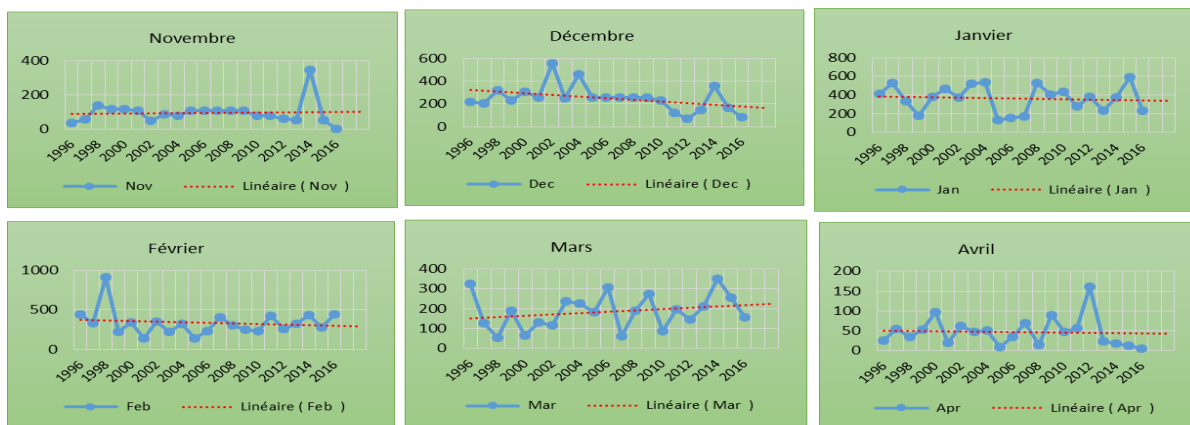 Novembre
400
200
0
1996 1998 2000 2002 2004 2006 2008 2010 2012 2014 2016
Nov Linéaire ( Nov )
Décembre
600
400
200
0
1996 1998 2000 2002 2004 2006 2008 2010 2012 2014 2016
Dec Linéaire ( Dec )
Janvier
800
600
400
200
0
1996 1998 2000 2002 2004 2006 2008 2010 2012 2014 2016
Jan Linéaire ( Jan )
Février
1000
500
0
1996 1998 2000 2002 2004 2006 2008 2010 2012 2014 2016
Feb Linéaire ( Feb )
Mars
400
300
200
100
0
1996 1998 2000 2002 2004 2006 2008 2010 2012 2014 2016
Mar Linéaire ( Mar )
Avril
200
150
100
50
0
1996 1998 2000 2002 2004 2006 2008 2010 2012 2014 2016
Apr Linéaire ( Apr )